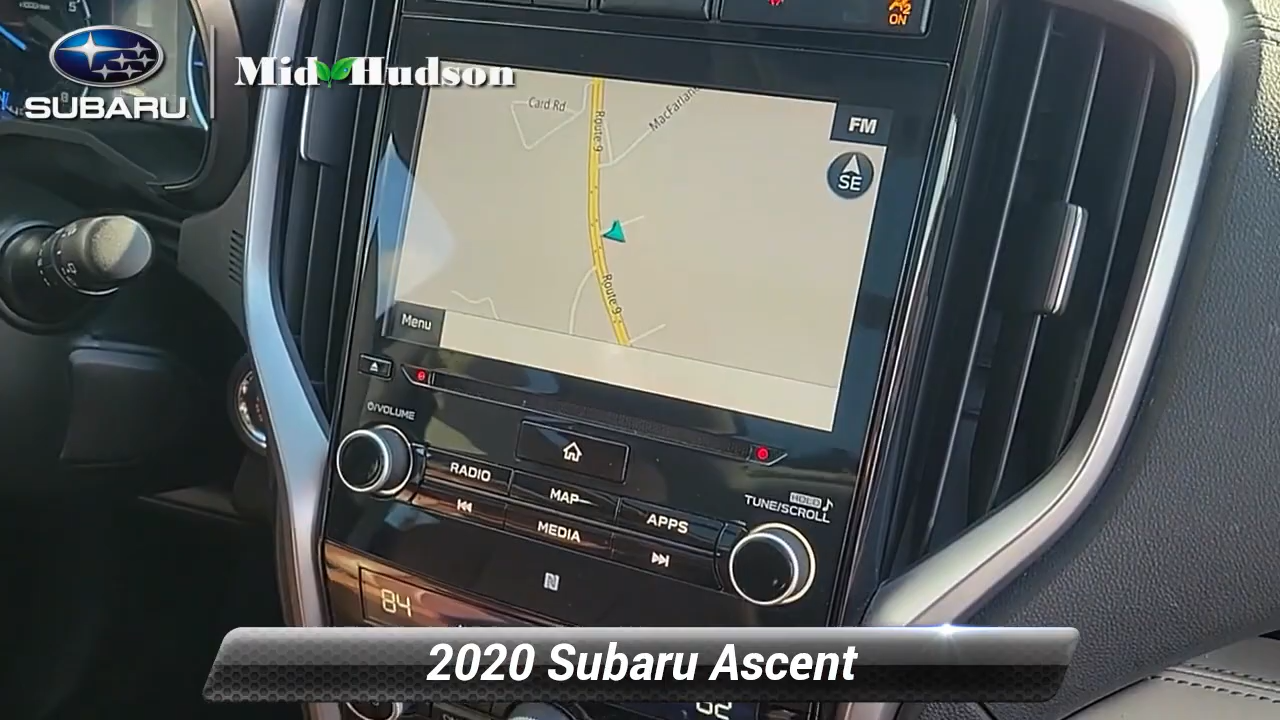 SUBARU
Mid Hudson
ON
Card Rd
Route 9
MacFarlane
FM
SE
Route 9
Menu
VOLUME
RADIO
MAP
APPS
MEDIA
HOLD
TUNE/SCROLL
84
2020 Subaru Ascent